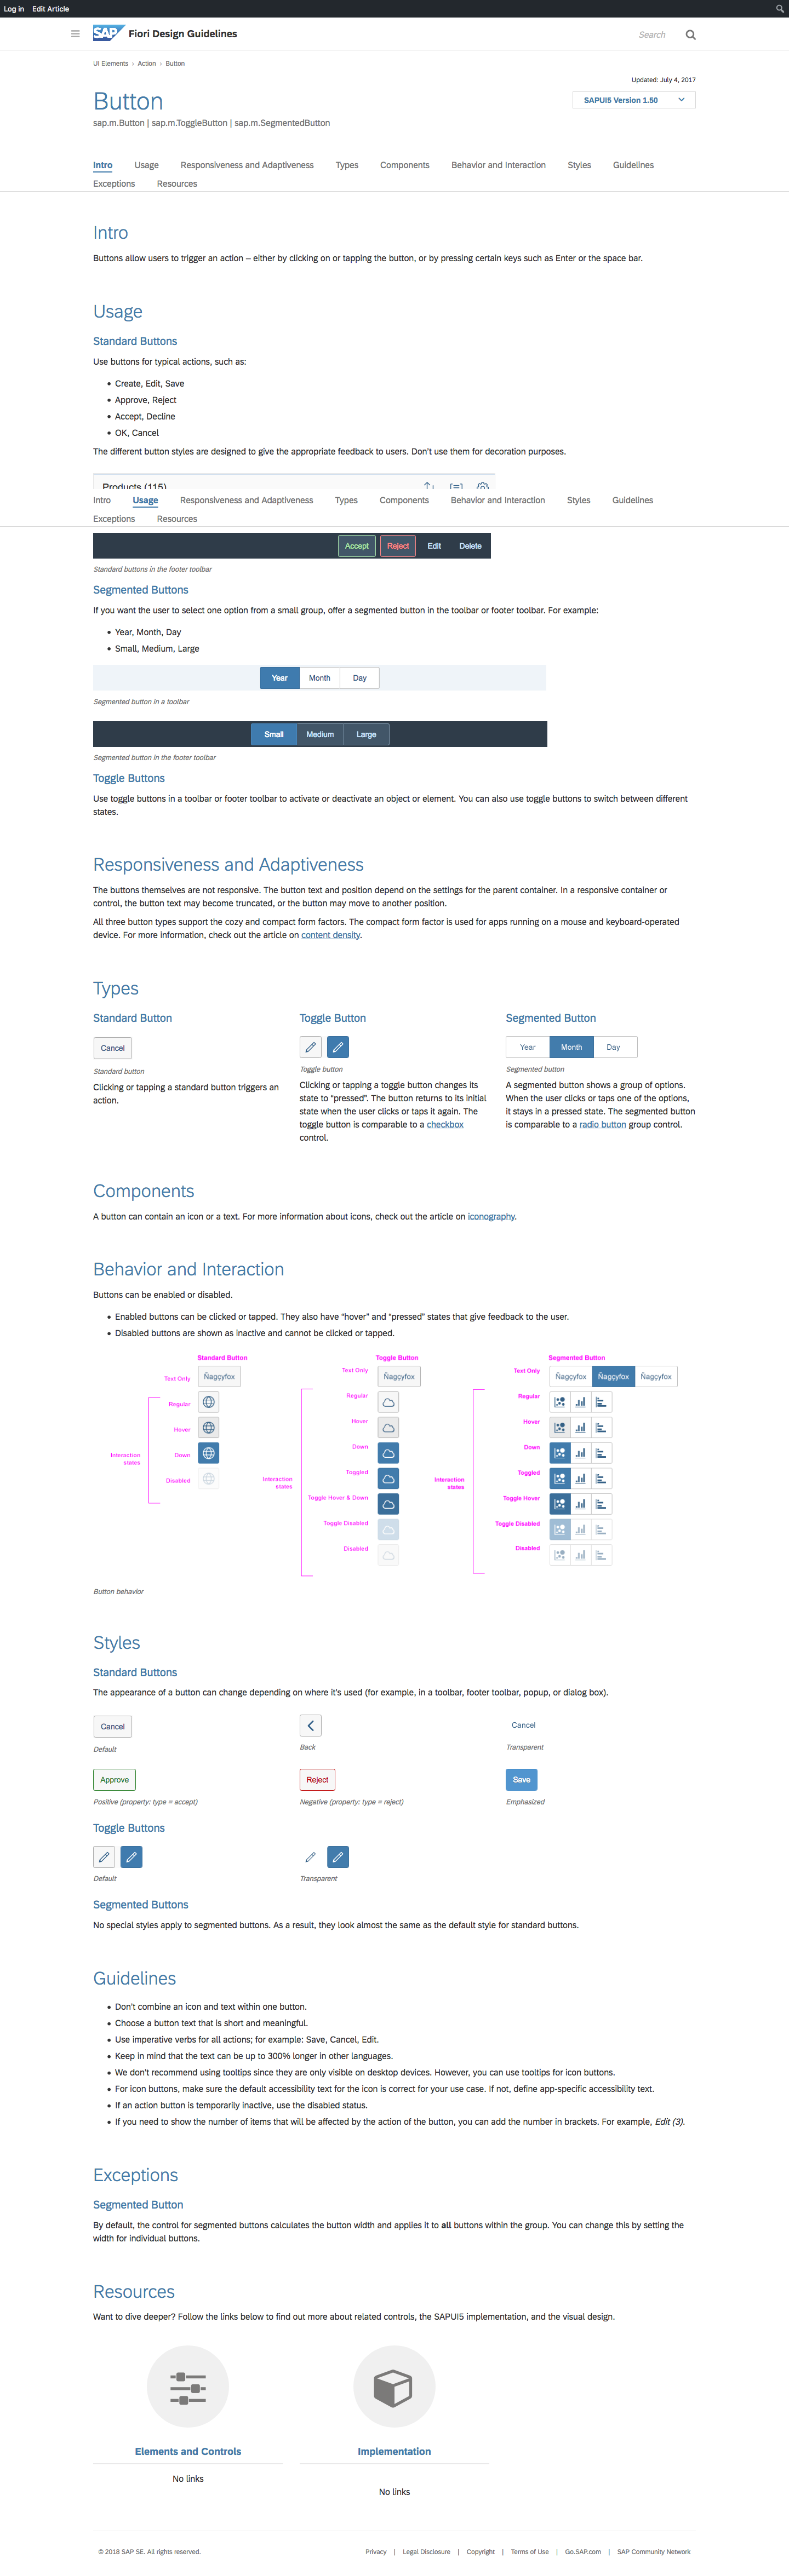 Log in Edit Article
SAP Fiori Design Guidelines
Search
UI Elements › Action › Button
Updated: July 4, 2017
Button
SAPUI5 Version 1.50
sap.m.Button | sap.m.ToggleButton | sap.m.SegmentedButton
Intro Usage Responsiveness and Adaptiveness Types Components Behavior and Interaction Styles Guidelines
Exceptions Resources
Intro
Buttons allow users to trigger an action – either by clicking on or tapping the button, or by pressing certain keys such as Enter or the space bar.
Usage
Standard Buttons
Use buttons for typical actions, such as:
• Create, Edit, Save
• Approve, Reject
• Accept, Decline
• OK, Cancel
The different button styles are designed to give the appropriate feedback to users. Don't use them for decoration purposes.
Products (115)
Intro Usage Responsiveness and Adaptiveness Types Components Behavior and Interaction Styles Guidelines
Exceptions Resources
Accept Reject Edit Delete
Standard buttons in the footer toolbar
Segmented Buttons
If you want the user to select one option from a small group, offer a segmented button in the toolbar or footer toolbar. For example:
• Year, Month, Day
• Small, Medium, Large
Year Month Day
Segmented button in a toolbar
Small Medium Large
Segmented button in the footer toolbar
Toggle Buttons
Use toggle buttons in a toolbar or footer toolbar to activate or deactivate an object or element. You can also use toggle buttons to switch between different
states.
Responsiveness and Adaptiveness
The buttons themselves are not responsive. The button text and position depend on the settings for the parent container. In a responsive container or
control, the button text may become truncated, or the button may move to another position.
All three button types support the cozy and compact form factors. The compact form factor is used for apps running on a mouse and keyboard-operated
device. For more information, check out the article on content density.
Types
Standard Button
Cancel
Standard button
Clicking or tapping a standard button triggers an
action.
Toggle Button
Toggle button
Clicking or tapping a toggle button changes its
state to “pressed”. The button returns to its initial
state when the user clicks or taps it again. The
toggle button is comparable to a checkbox
control.
Segmented Button
Year Month Day
Segmented button
A segmented button shows a group of options.
When the user clicks or taps one of the options,
it stays in a pressed state. The segmented button
is comparable to a radio button group control.
Components
A button can contain an icon or a text. For more information about icons, check out the article on iconography.
Behavior and Interaction
Buttons can be enabled or disabled.
• Enabled buttons can be clicked or tapped. They also have “hover” and “pressed” states that give feedback to the user.
• Disabled buttons are shown as inactive and cannot be clicked or tapped.
Standard Button
Text Only Ñagçyfox
Regular
Hover
Down
Disabled
Interaction
states
Toggle Button
Text Only Ñagçyfox
Regular
Hover
Down
Toggled
Toggle Hover & Down
Toggle Disabled
Disabled
Interaction
states
Segmented Button
Text Only Ñagçyfox Ñagçyfox Ñagçyfox
Regular
Hover
Down
Toggled
Toggle Hover
Toggle Disabled
Disabled
Interaction
states
Button behavior
Styles
Standard Buttons
The appearance of a button can change depending on where it's used (for example, in a toolbar, footer toolbar, popup, or dialog box).
Cancel Cancel
Default Back Transparent
Approve Reject Save
Positive (property: type = accept) Negative (property: type = reject) Emphasized
Toggle Buttons
Default Transparent
Segmented Buttons
No special styles apply to segmented buttons. As a result, they look almost the same as the default style for standard buttons.
Guidelines
• Don't combine an icon and text within one button.
• Choose a button text that is short and meaningful.
• Use imperative verbs for all actions; for example: Save, Cancel, Edit.
• Keep in mind that the text can be up to 300% longer in other languages.
• We don't recommend using tooltips since they are only visible on desktop devices. However, you can use tooltips for icon buttons.
• For icon buttons, make sure the default accessibility text for the icon is correct for your use case. If not, define app-specific accessibility text.
• If an action button is temporarily inactive, use the disabled status.
• If you need to show the number of items that will be affected by the action of the button, you can add the number in brackets. For example, Edit (3).
Exceptions
Segmented Button
By default, the control for segmented buttons calculates the button width and applies it to all buttons within the group. You can change this by setting the
width for individual buttons.
Resources
Want to dive deeper? Follow the links below to find out more about related controls, the SAPUI5 implementation, and the visual design.
Elements and Controls
No links
Implementation
No links
© 2018 SAP SE. All rights reserved.
Privacy | Legal Disclosure | Copyright | Terms of Use | Go.SAP.com | SAP Community Network